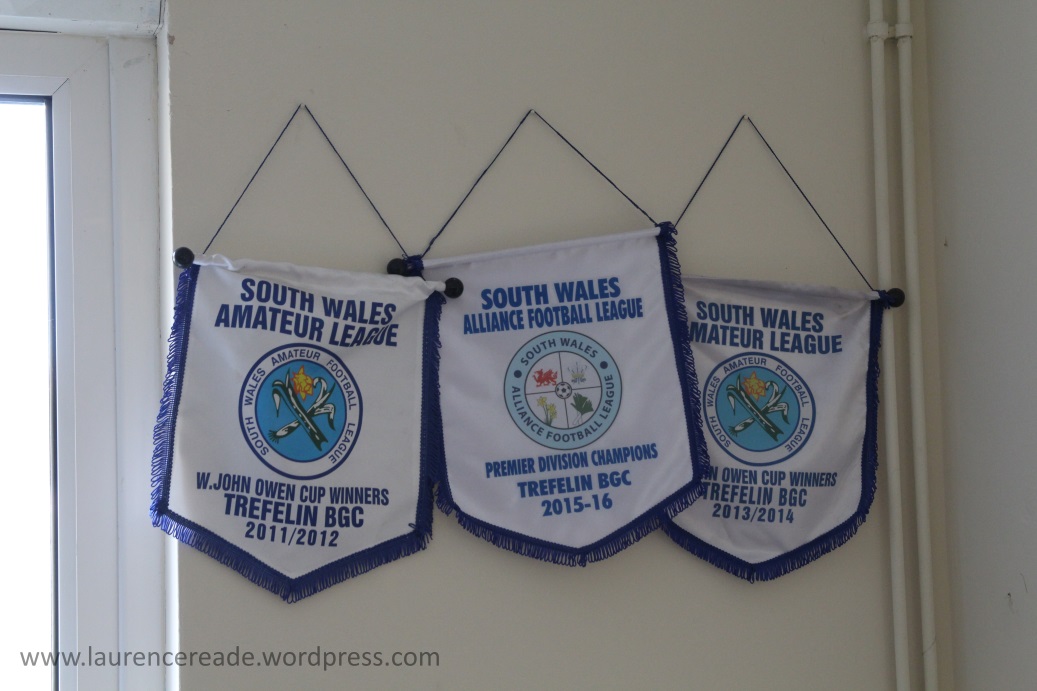 SOUTH WALES
AMATEUR LEAGUE
SOUTH WALES AMATEUR FOOTBALL LEAGUE
W.JOHN OWEN CUP WINNERS
TREFELIN BGC
2011/2012
SOUTH WALES
ALLIANCE FOOTBALL LEAGUE
SOUTH WALES
ALLIANCE FOOTBALL LEAGUE
PREMIER DIVISION CHAMPIONS
TREFELIN BGC
2015-16
SOUTH WALES
MATEUR LEAGUE
SOUTH WALES AMATEUR FOOTBALL LEAGUE
OWEN CUP WINNERS
TREFELIN BGC
2013/2014
www.laurencereade.wordpress.com